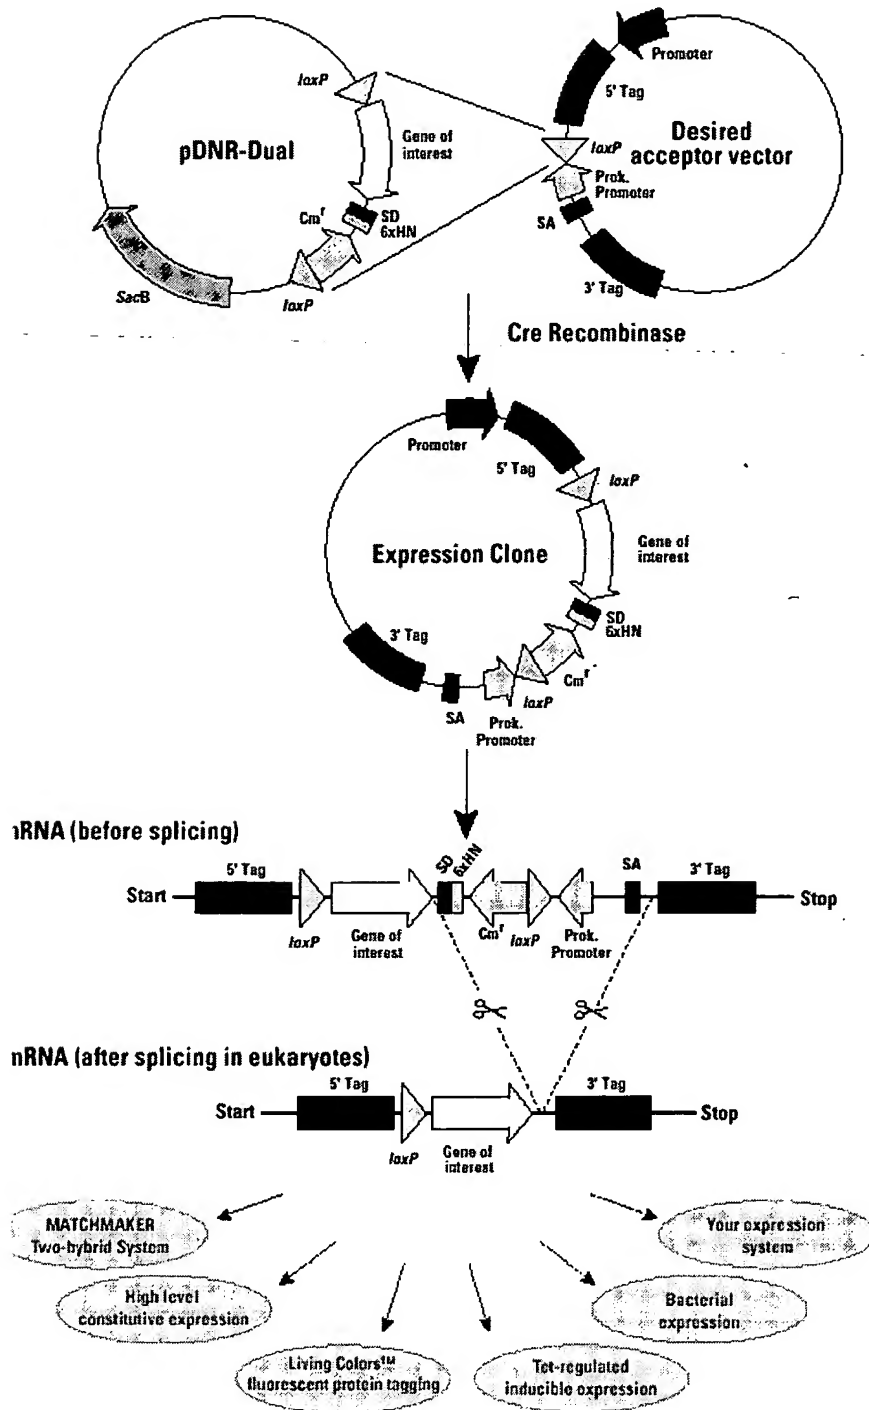 loxP
pDNR-Dual
Gene of
interest
SD
6xHN
Cmr
loxP
SacB
Promoter
5' Tag
Desired
acceptor vector
loxP
Prok.
Promoter
SA
3' Tag
Cre Recombinase
Promoter
5' Tag
loxP
Expression Clone
Gene of
interest
SD
6xHN
Cmr
loxP
Prok.
Promoter
SA
3' Tag
nRNA (before splicing)
5' Tag
SD
6xHN
SA
3' Tag
Start
Stop
loxP
Gene of
interest
Cmr
loxP
Prok.
Promoter
nRNA (after splicing in eukaryotes)
5' Tag
3' Tag
Start
Stop
loxP
Gene of
interest
MATCHMAKER
Two-hybrid System
High level
constitutive expression
Living Colors™
fluorescent protein tagging
Tet-regulated
inducible expression
Bacterial
expression
Your expression
system